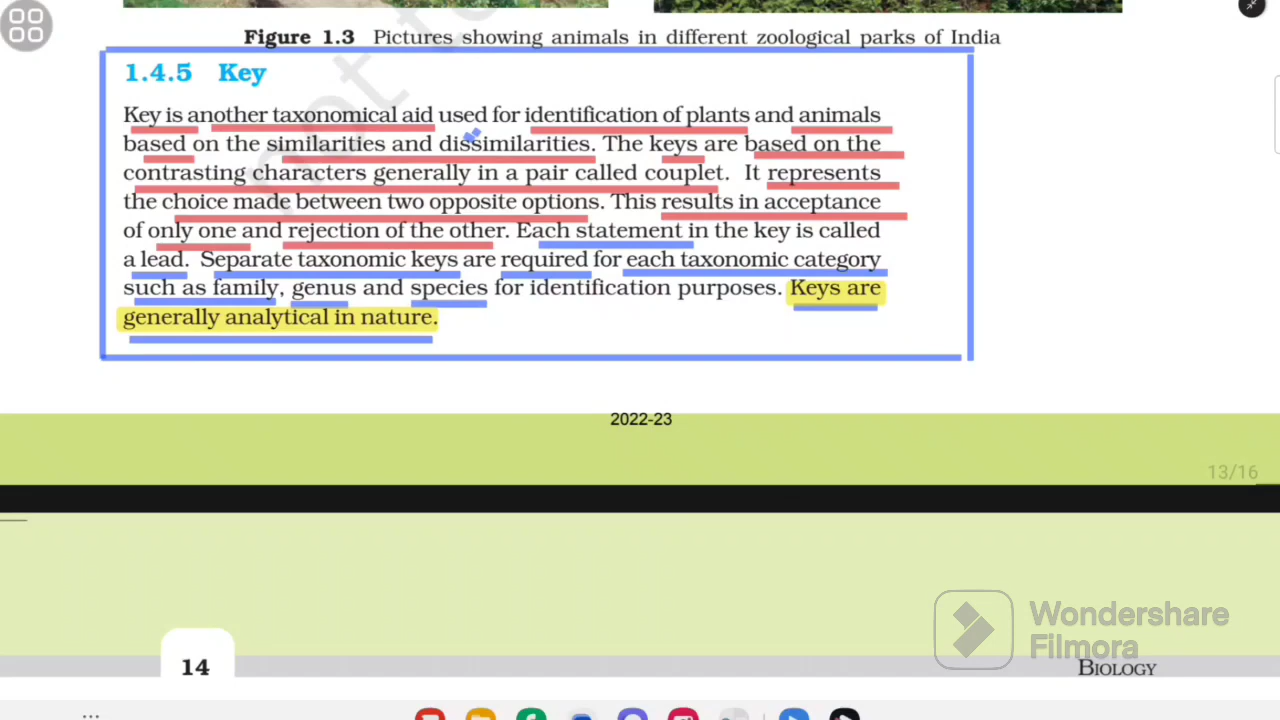 Figure 1.3 Pictures showing animals in different zoological parks of India
1.4.5 Key
Key is another taxonomical aid used for identification of plants and animals
based on the similarities and dissimilarities. The keys are based on the
contrasting characters generally in a pair called couplet. It represents
the choice made between two opposite options. This results in acceptance
of only one and rejection of the other. Each statement in the key is called
a lead. Separate taxonomic keys are required for each taxonomic category
such as family, genus and species for identification purposes. Keys are
generally analytical in nature.
not t
2022-23
13/16
Wondershare
Filmora
14
BIOLOGY